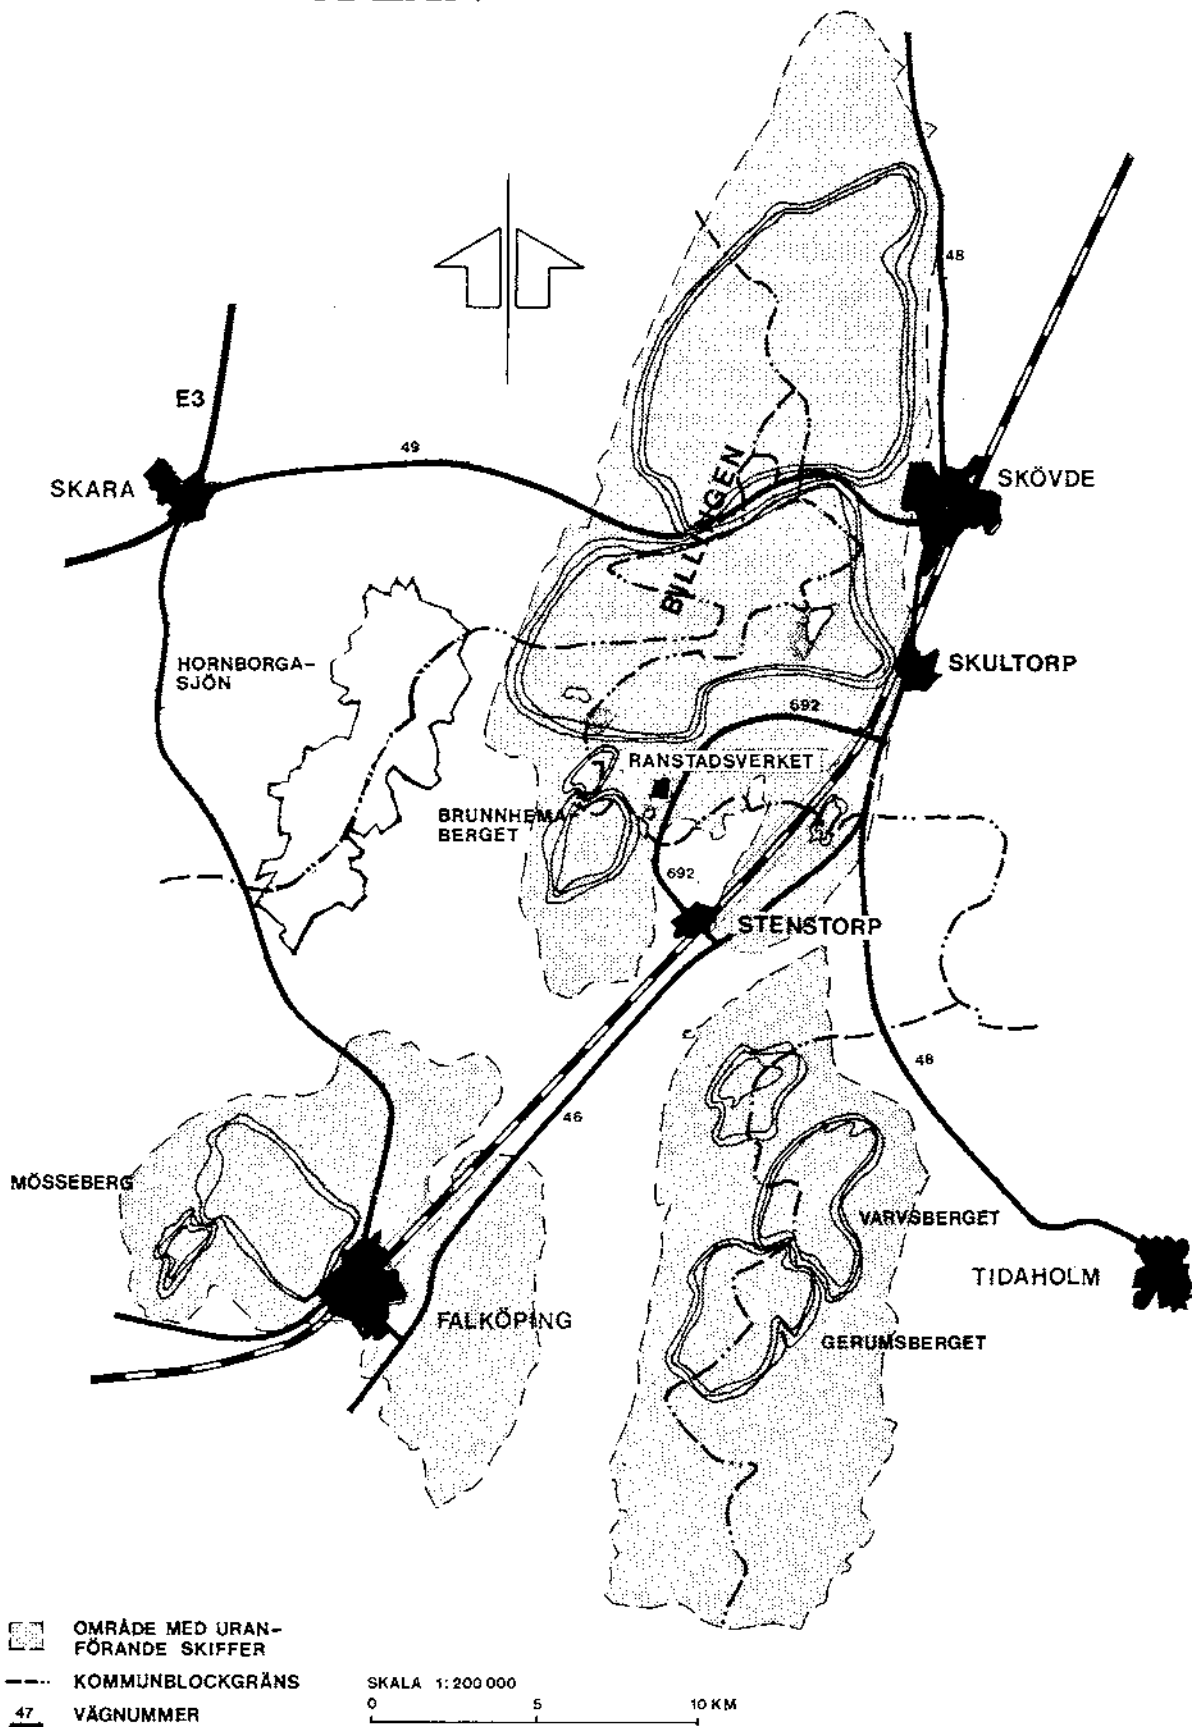 48
E3
49
SKARA
SKÖVDE
BILLINGEN
HORNBORGA-
SJÖN
SKULTORP
692
RANSTADSVERKET
BRUNNHEMA-
BERGET
692
STENSTORP
48
46
MÖSSEBERG
VARVSBERGET
TIDAHOLM
FALKÖPING
GERUMSBERGET
OMRÅDE MED URAN-
FÖRANDE SKIFFER
KOMMUNBLOCKGRÄNS
SKALA 1:200 000
47 VÄGNUMMER
0 5 10 KM